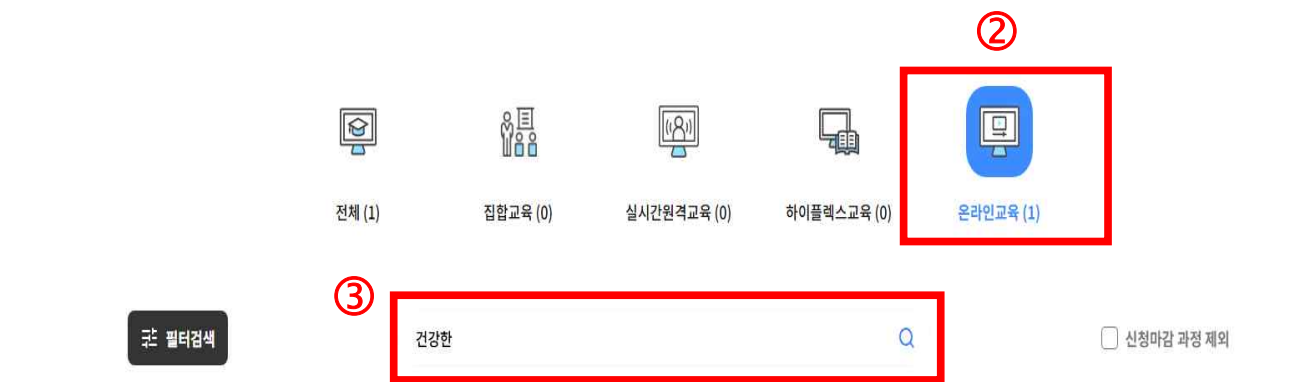 ②
전체 (1)
집합교육 (0)
실시간원격교육 (0)
하이플렉스교육 (0)
온라인교육 (1)
③
필터검색
건강한
신청마감 과정 제외